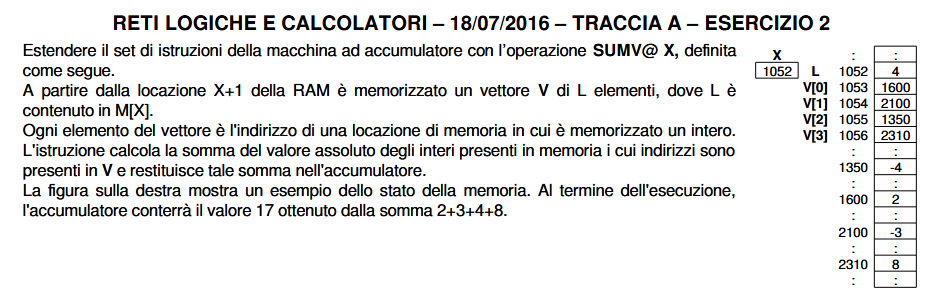 RETI LOGICHE E CALCOLATORI – 18/07/2016 – TRACCIA A – ESERCIZIO 2
Estendere il set di istruzioni della macchina ad accumulatore con l'operazione SUMV@ X, definita
come segue.
A partire dalla locazione X+1 della RAM è memorizzato un vettore V di L elementi, dove L è
contenuto in M[X].
Ogni elemento del vettore è l'indirizzo di una locazione di memoria in cui è memorizzato un intero.
L'istruzione calcola la somma del valore assoluto degli interi presenti in memoria i cui indirizzi sono
presenti in V e restituisce tale somma nell'accumulatore.
La figura sulla destra mostra un esempio dello stato della memoria. Al termine dell'esecuzione,
l'accumulatore conterrà il valore 17 ottenuto dalla somma 2+3+4+8.
X : :
1052 L 1052 4
V[0] 1053 1600
V[1] 1054 2100
V[2] 1055 1350
V[3] 1056 2310
: :
1350 -4
: :
1600 2
: :
2100 -3
: :
2310 8
: :